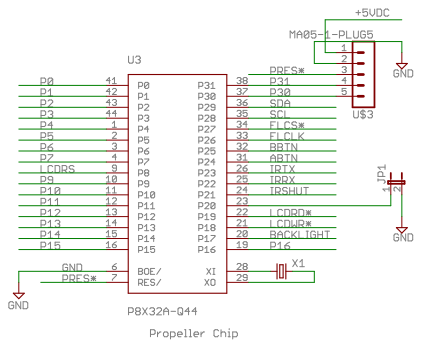 +5VDC
MA05-1-PLUG5
1
2
3
4
5
GND
U$3
U3
P0 41 P0 P31 38 P31
P1 42 P1 P30 37 P30
P2 43 P2 P29 36 SDA
P3 44 P3 P28 35 SCL
P4 1 P4 P27 34 FLCS*
P5 2 P5 P26 33 FLCLK
P6 3 P6 P25 32 BBTN
P7 4 P7 P24 31 ABTN
LCDRS 9 P8 P23 26 IRTX
P9 10 P9 P22 25 IRRX
P10 11 P10 P21 24 IRSHUT
P11 12 P11 P20 23
P12 13 P12 P19 22 LCDRD*
P13 14 P13 P18 21 LCDWR*
P14 15 P14 P17 20 BACKLIGHT
P15 16 P15 P16 19 P16
PRES*
JP1
1 2
GND
GND 6 BOE/ XI 28 X1
PRES* 7 RES/ XO 29
GND
P8X32A-Q44
Propeller Chip